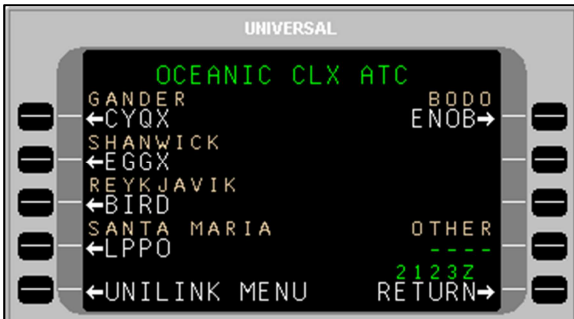 UNIVERSAL
OCEANIC CLX ATC
GANDER BODO
←CYQX ENOB→
SHANWICK
←EGGX
REYKJAVIK
←BIRD
SANTA MARIA OTHER
←LPPO ----
2123Z
←UNILINK MENU RETURN→